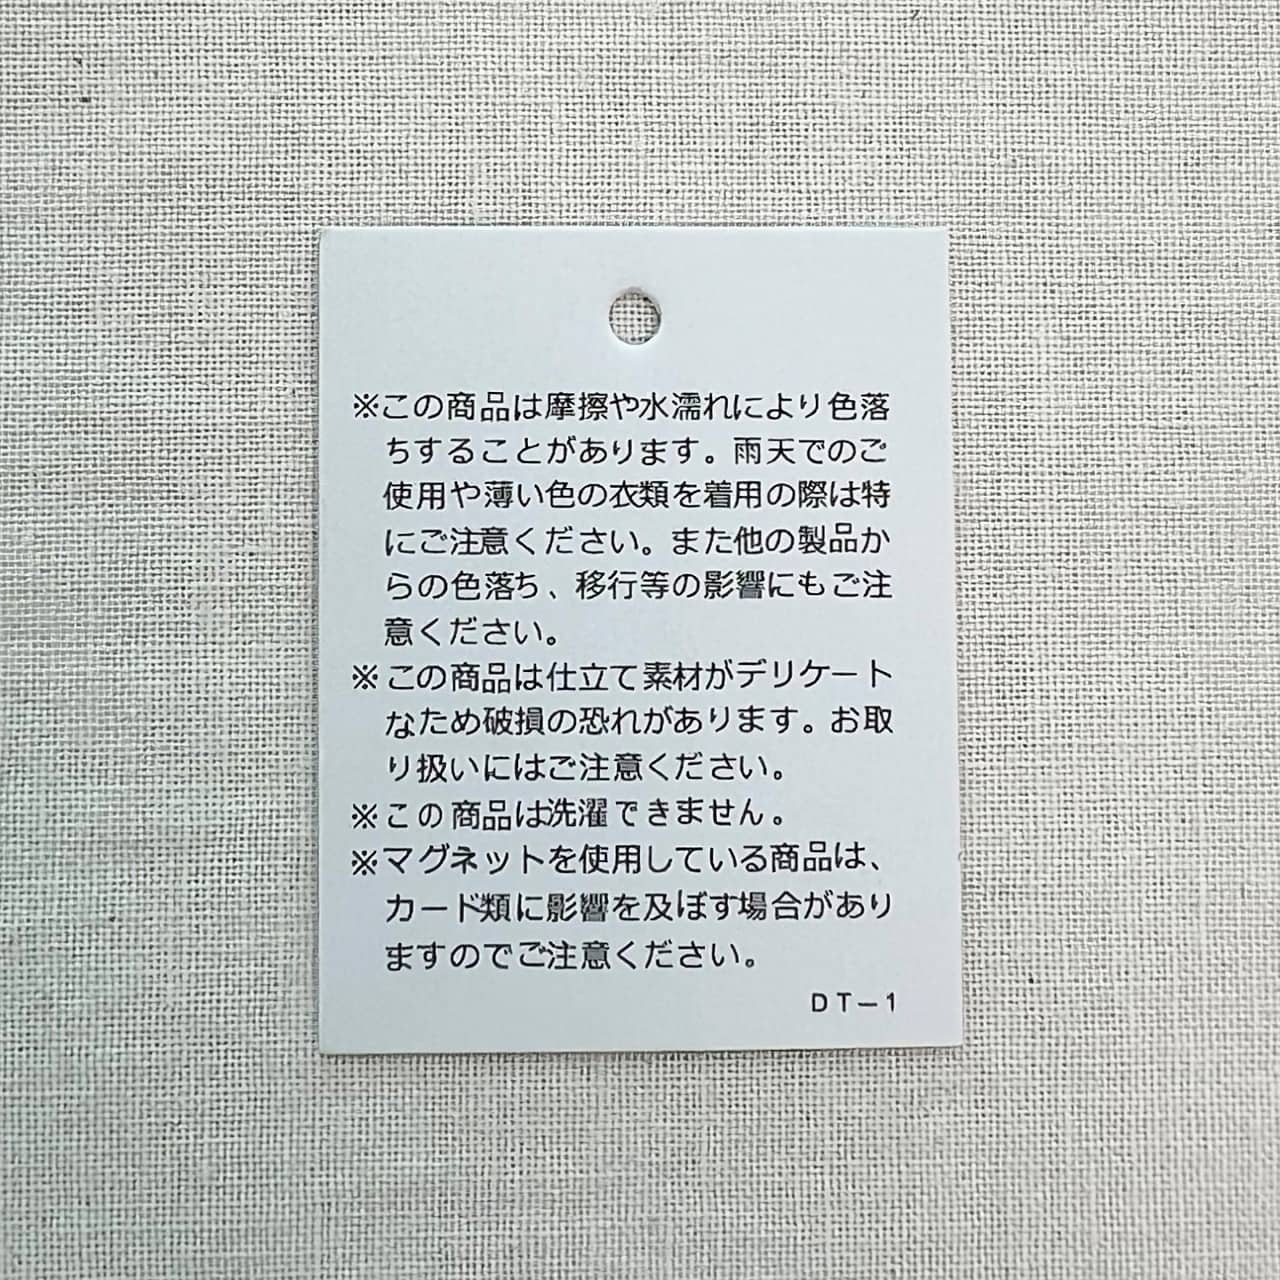 ※この商品は摩擦や水濡れにより色落
ちすることがあります。雨天でのご
使用や薄い色の衣類を着用の際は特
にご注意ください。また他の製品か
らの色落ち、移行等の影響にもご注
意ください。
※この商品は仕立て素材がデリケート
なため破損の恐れがあります。お取
り扱いにはご注意ください。
※この商品は洗濯できません。
※マグネットを使用している商品は、
カード類に影響を及ぼす場合があり
ますのでご注意ください。
DT－1